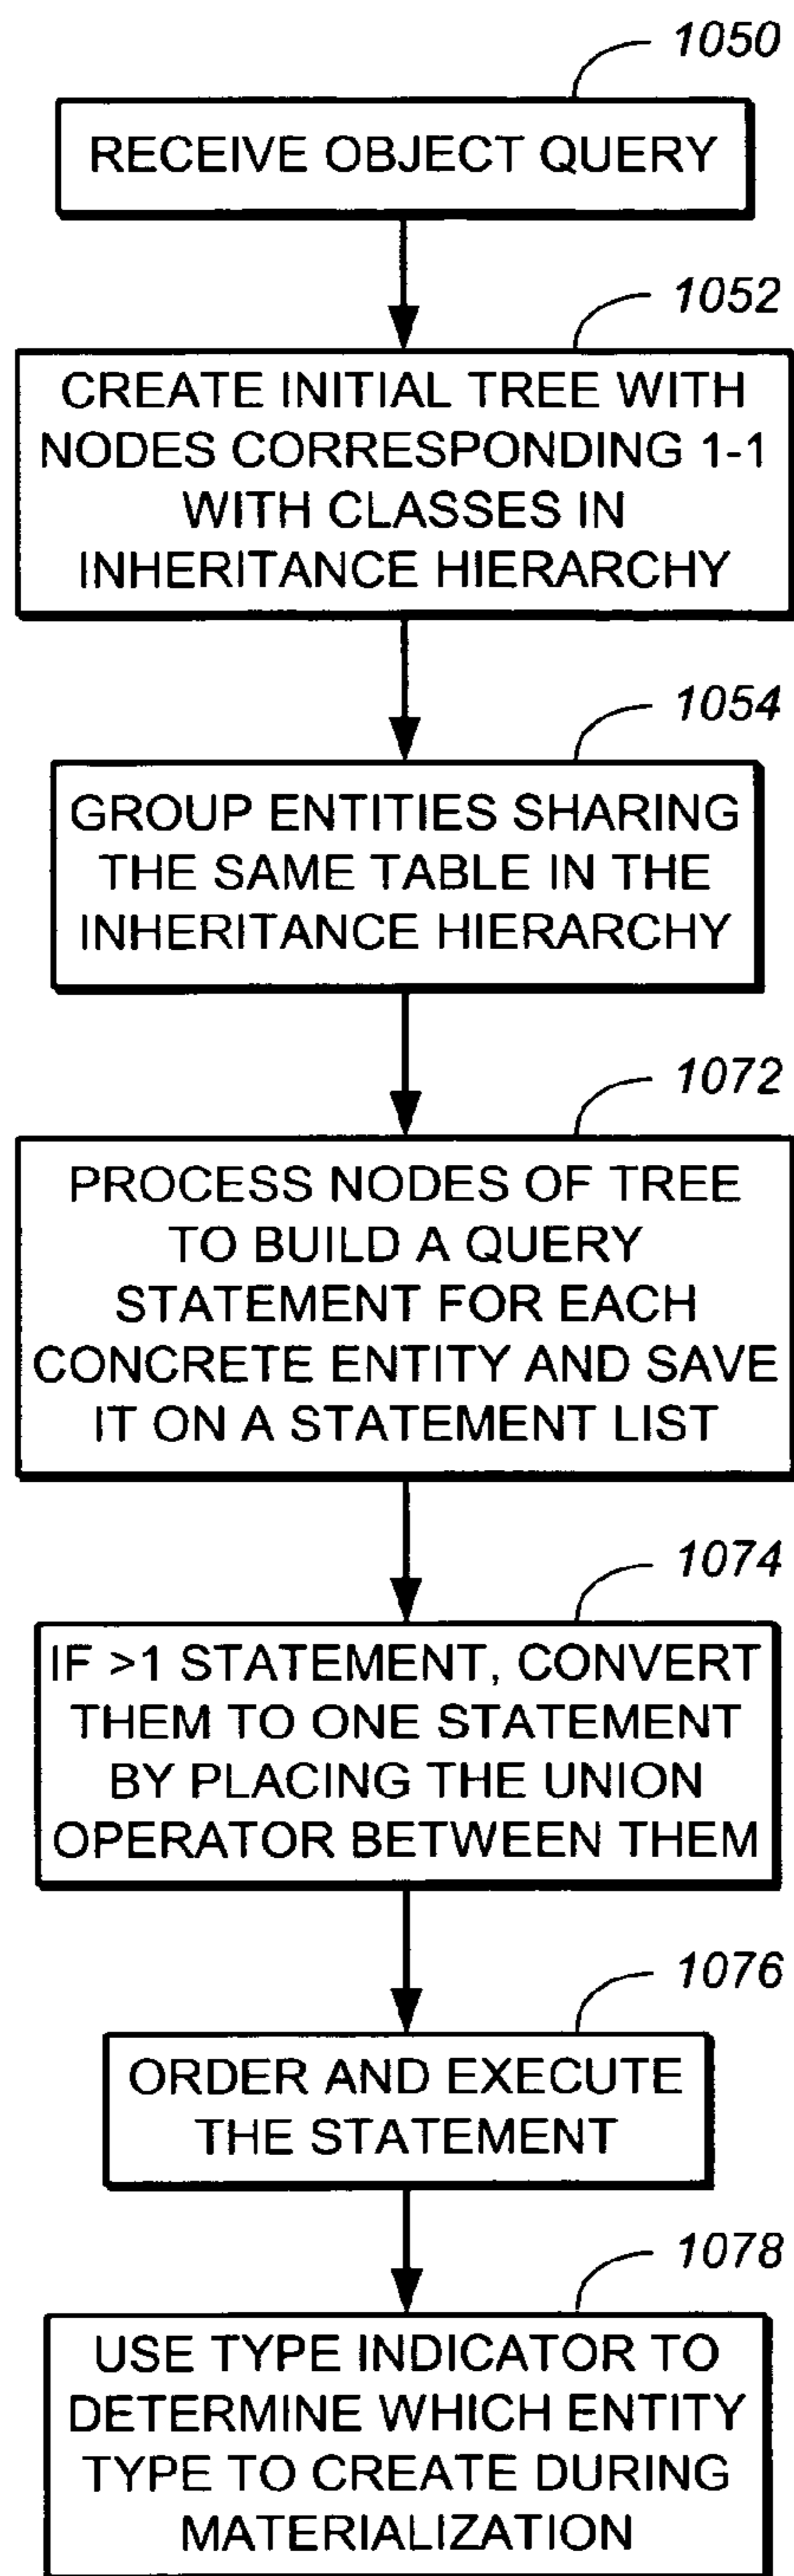 1050
RECEIVE OBJECT QUERY
1052
CREATE INITIAL TREE WITH
NODES CORRESPONDING 1-1
WITH CLASSES IN
INHERITANCE HIERARCHY
1054
GROUP ENTITIES SHARING
THE SAME TABLE IN THE
INHERITANCE HIERARCHY
1072
PROCESS NODES OF TREE
TO BUILD A QUERY
STATEMENT FOR EACH
CONCRETE ENTITY AND SAVE
IT ON A STATEMENT LIST
1074
IF >1 STATEMENT, CONVERT
THEM TO ONE STATEMENT
BY PLACING THE UNION
OPERATOR BETWEEN THEM
1076
ORDER AND EXECUTE
THE STATEMENT
1078
USE TYPE INDICATOR TO
DETERMINE WHICH ENTITY
TYPE TO CREATE DURING
MATERIALIZATION